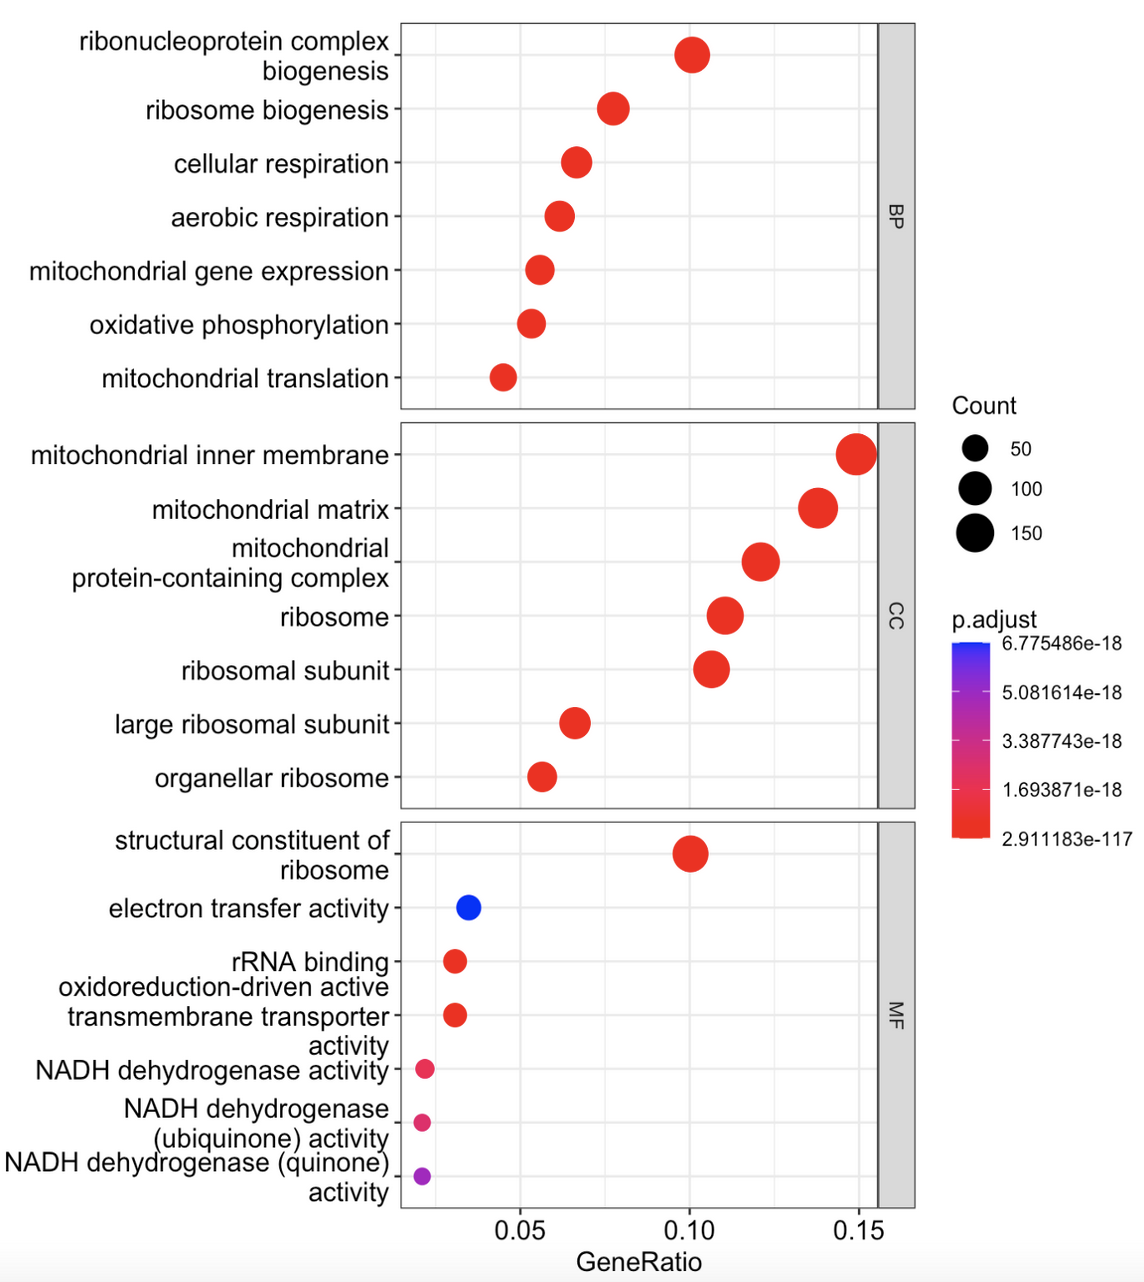 ribonucleoprotein complex
biogenesis
ribosome biogenesis
cellular respiration
aerobic respiration
mitochondrial gene expression
oxidative phosphorylation
mitochondrial translation
BP
mitochondrial inner membrane
mitochondrial matrix
mitochondrial
protein-containing complex
ribosome
ribosomal subunit
large ribosomal subunit
organellar ribosome
CC
structural constituent of
ribosome
electron transfer activity
rRNA binding
oxidoreduction-driven active
transmembrane transporter
activity
NADH dehydrogenase activity
NADH dehydrogenase
(ubiquinone) activity
NADH dehydrogenase (quinone)
activity
MF
0.05 0.10 0.15
GeneRatio
Count
50
100
150
p.adjust
6.775486e-18
5.081614e-18
3.387743e-18
1.693871e-18
2.911183e-117